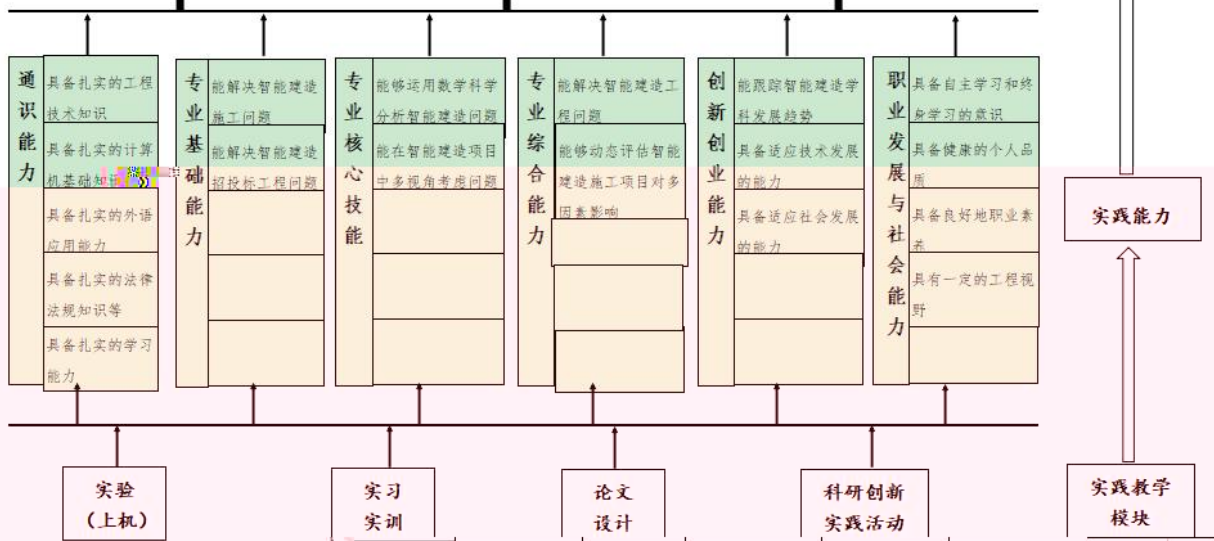 通识能力
具备扎实的工程
技术知识
具备扎实的计算
机基础知识
具备扎实的外语
应用能力
具备扎实的法律
法规知识等
具备扎实的学习
能力
专业基础能力
能解决智能建造
施工问题
能解决智能建造
招投标工程问题
专业核心技能
能够运用数学科学
分析智能建造问题
能在智能建造项目
中多视角考虑问题
专业综合能力
能解决智能建造工
程问题
能够动态评估智能
建造施工项目对多
因素影响
创新创业能力
能跟踪智能建造学
科发展趋势
具备适应技术发展
的能力
具备适应社会发展
的能力
职业发展与社会能力
具备自主学习和终
身学习的意识
具备健康的个人品
质
具备良好地职业素
养
具有一定的工程视
野
实践能力
实验
（上机）
实习
实训
论文
设计
科研创新
实践活动
实践教学
模块